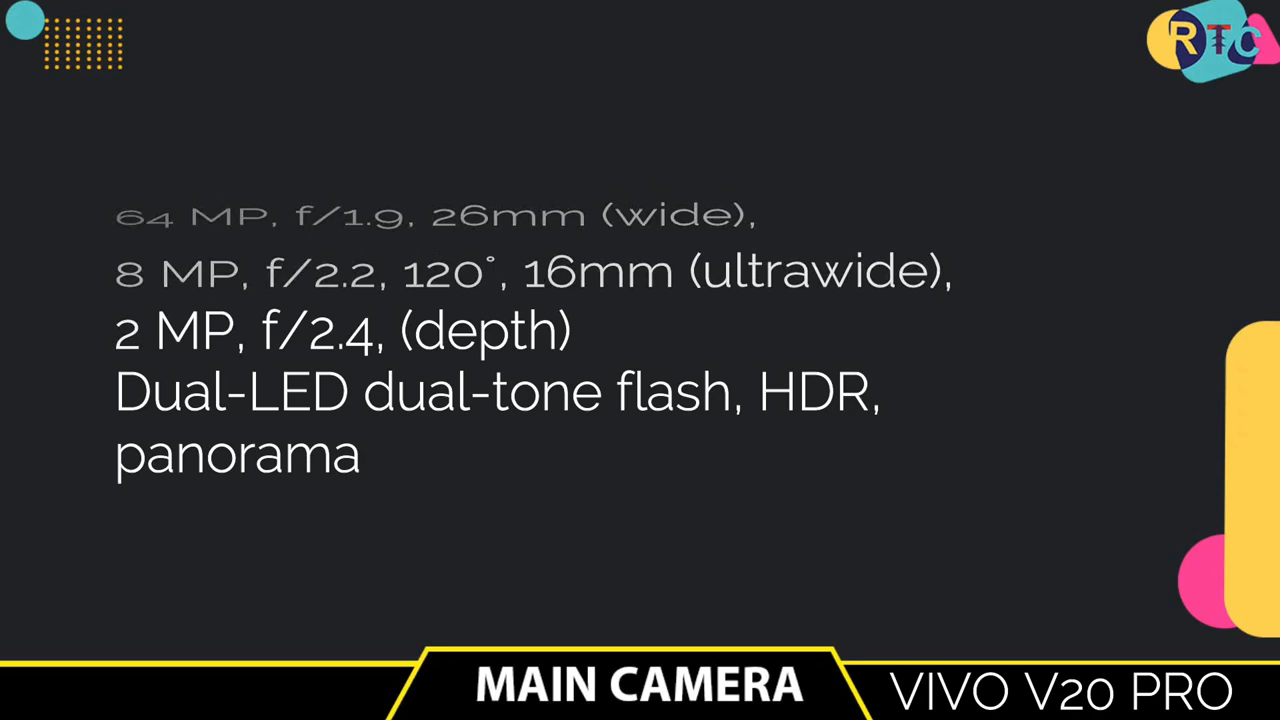 RTC
64 MP, f/1.9, 26mm (wide),
8 MP, f/2.2, 120°, 16mm (ultrawide),
2 MP, f/2.4, (depth)
Dual-LED dual-tone flash, HDR,
panorama
MAIN CAMERA
VIVO V20 PRO